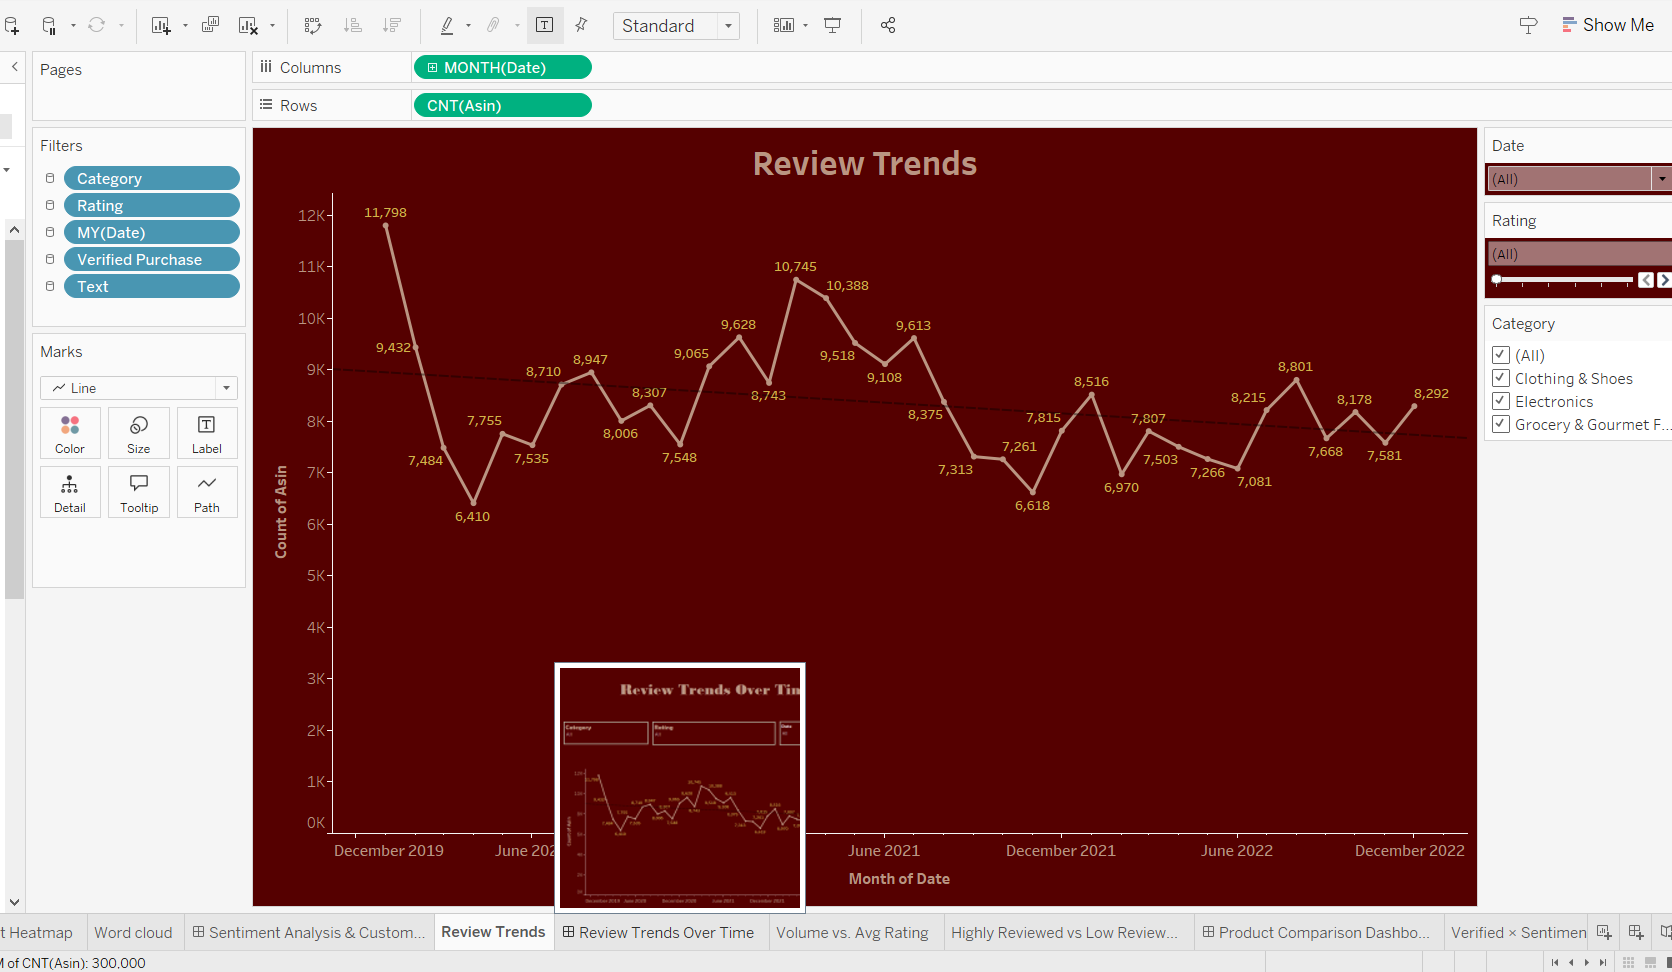 Standard
Show Me
Pages
Columns
MONTH(Date)
Rows
CNT(Asin)
Filters
Category
Rating
MY(Date)
Verified Purchase
Text
Marks
Line
Color
Size
Label
Detail
Tooltip
Path
Review Trends
Count of Asin
12K
11K
10K
9K
8K
7K
6K
5K
4K
3K
2K
1K
0K
11,798
9,432
7,484
6,410
7,755
7,535
8,710
8,947
8,006
8,307
7,548
9,065
9,628
8,743
10,745
10,388
9,518
9,108
9,613
8,375
7,313
7,261
6,618
7,815
8,516
6,970
7,807
7,503
7,266
7,081
8,215
8,801
7,668
8,178
7,581
8,292
December 2019
June 202
June 2021
December 2021
June 2022
December 2022
Month of Date
Review Trends Over Tim
Category
Rating
Date
Date
(All)
Rating
(All)
Category
(All)
Clothing & Shoes
Electronics
Grocery & Gourmet F...
t Heatmap
Word cloud
Sentiment Analysis & Custom...
Review Trends
Review Trends Over Time
Volume vs. Avg Rating
Highly Reviewed vs Low Review...
Product Comparison Dashbo...
Verified × Sentimen
M of CNT(Asin): 300,000